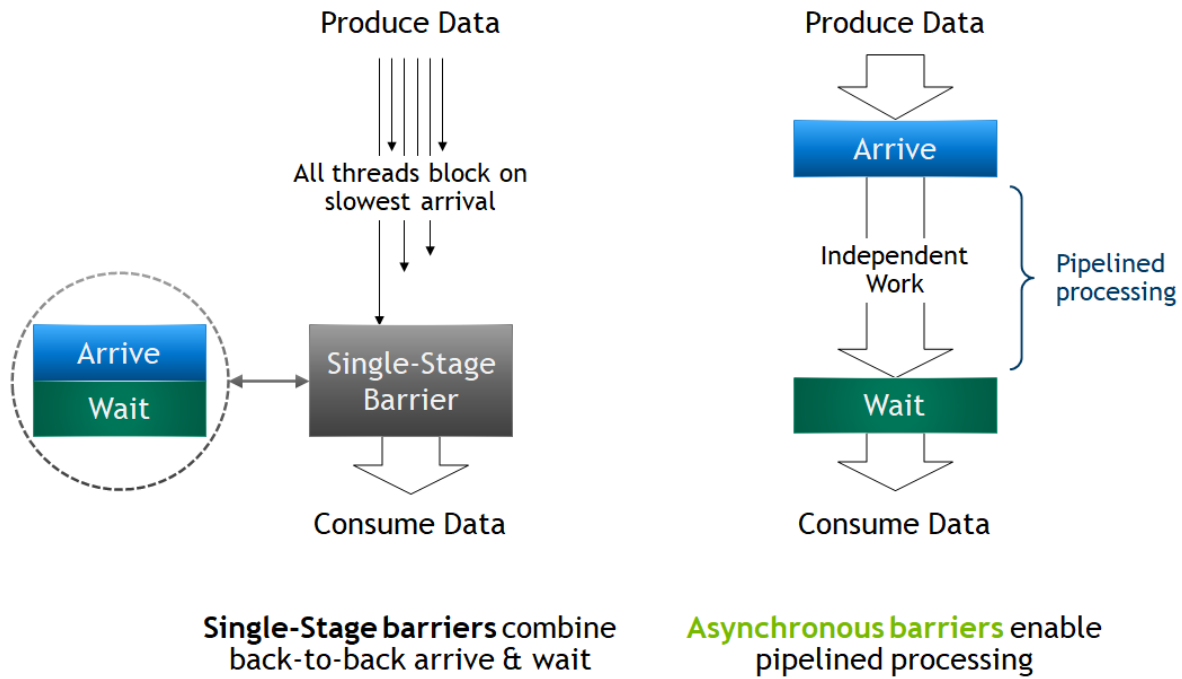 Produce Data
All threads block on
slowest arrival
Arrive
Wait
Single-Stage
Barrier
Consume Data
Single-Stage barriers combine
back-to-back arrive & wait
Produce Data
Arrive
Independent
Work
Pipelined
processing
Wait
Consume Data
Asynchronous barriers enable
pipelined processing